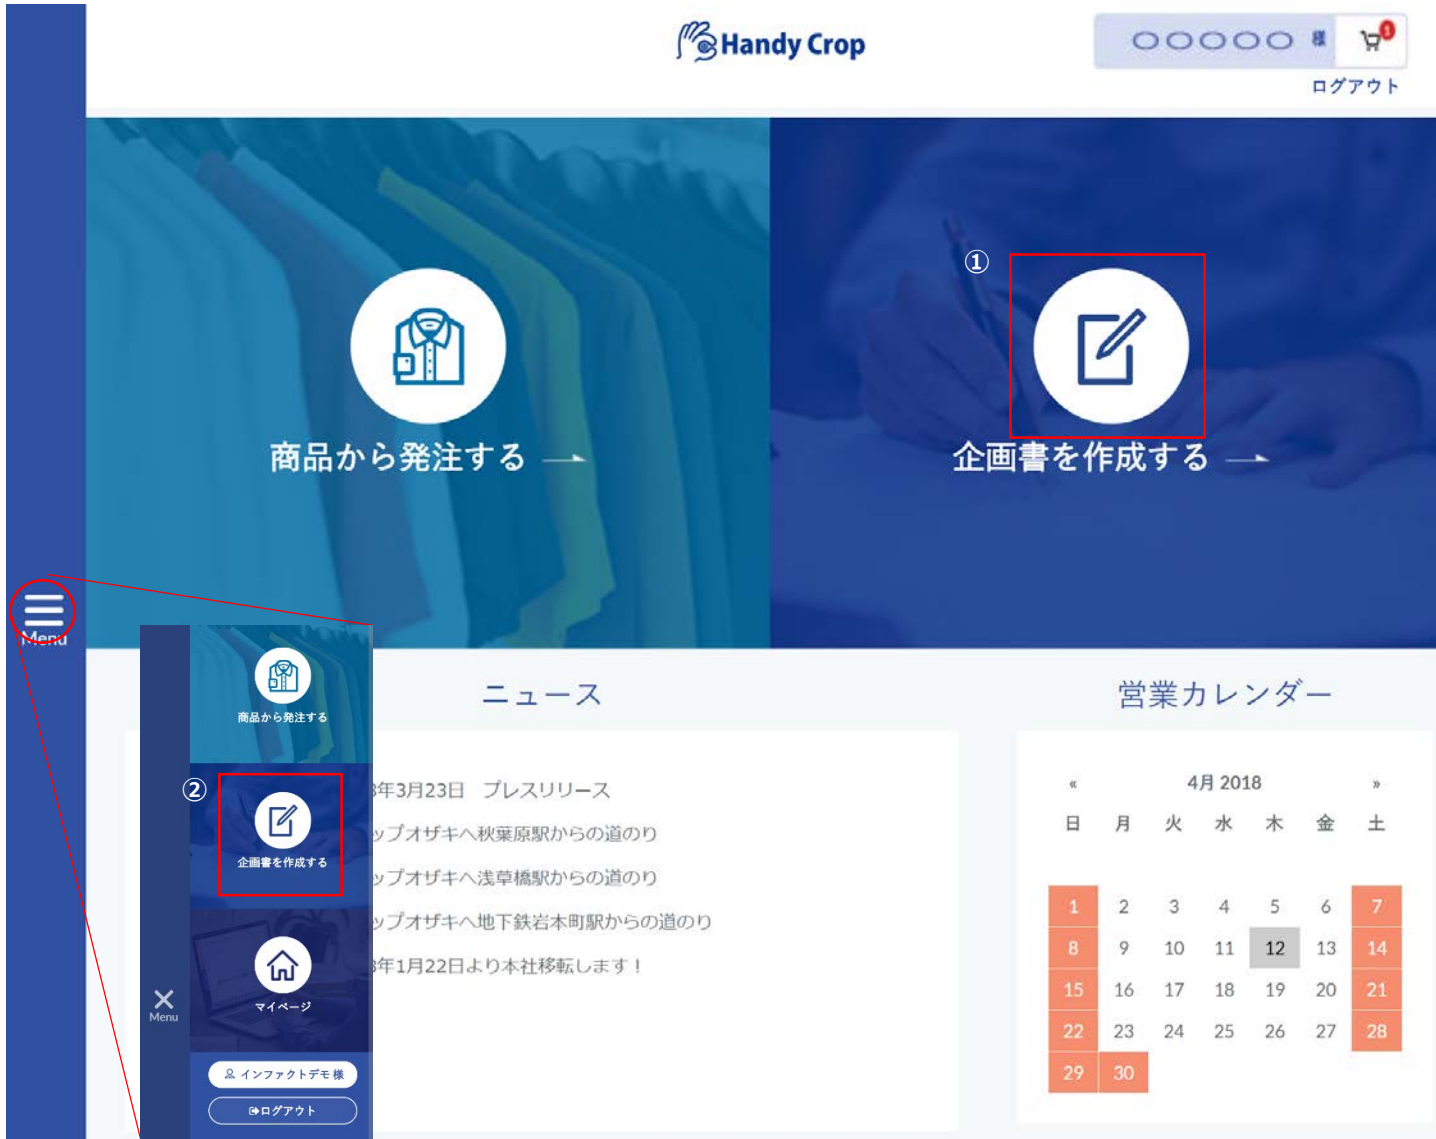 Handy Crop
〇〇〇〇〇 様
1
ログアウト
①
商品から発注する
企画書を作成する
Menu
ニュース
営業カレンダー
8年3月23日 プレスリリース
ップオザキへ秋葉原駅からの道のり
ップオザキへ浅草橋駅からの道のり
ップオザキへ地下鉄岩本町駅からの道のり
8年1月22日より本社移転します！
商品から発注する
②
企画書を作成する
マイページ
Menu
インファクトデモ 様
ログアウト
« 4月 2018 »
日 月 火 水 木 金 土
1 2 3 4 5 6 7
8 9 10 11 12 13 14
15 16 17 18 19 20 21
22 23 24 25 26 27 28
29 30